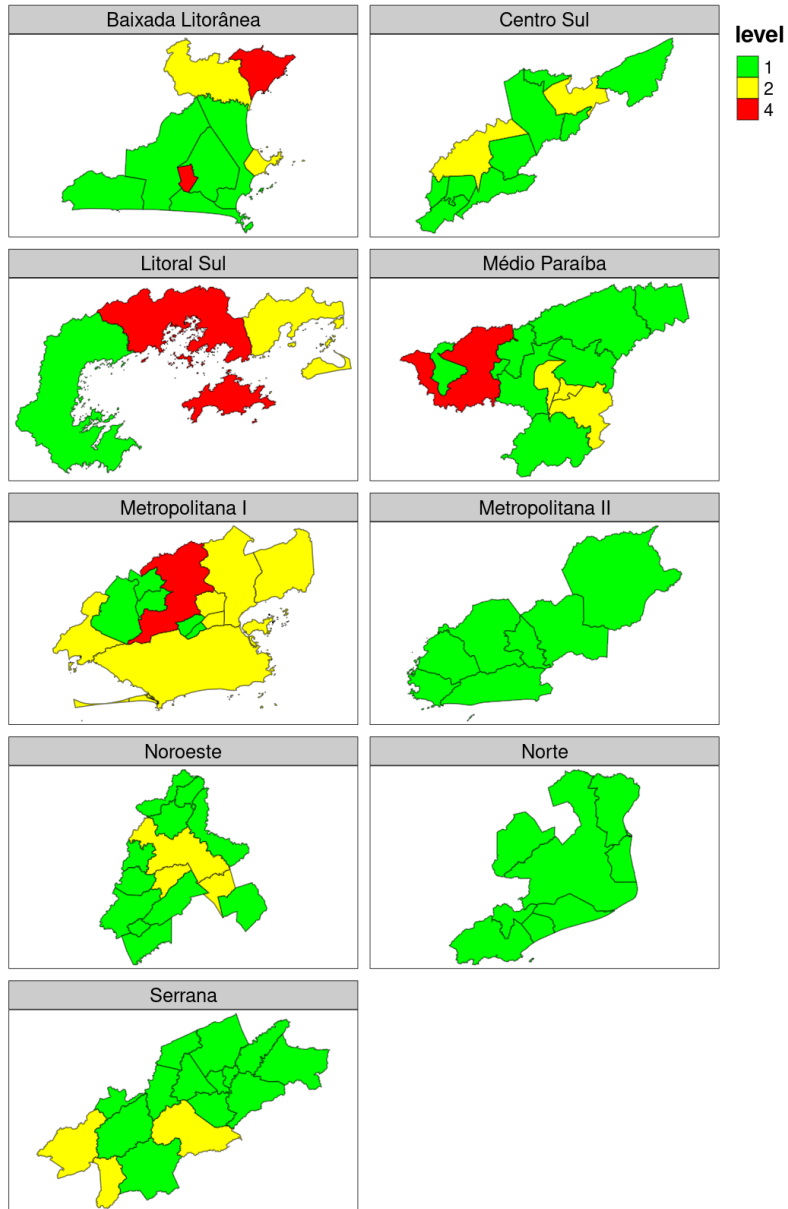 Baixada Litorânea
Centro Sul
level
1
2
4
Litoral Sul
Médio Paraíba
Metropolitana I
Metropolitana II
Noroeste
Norte
Serrana